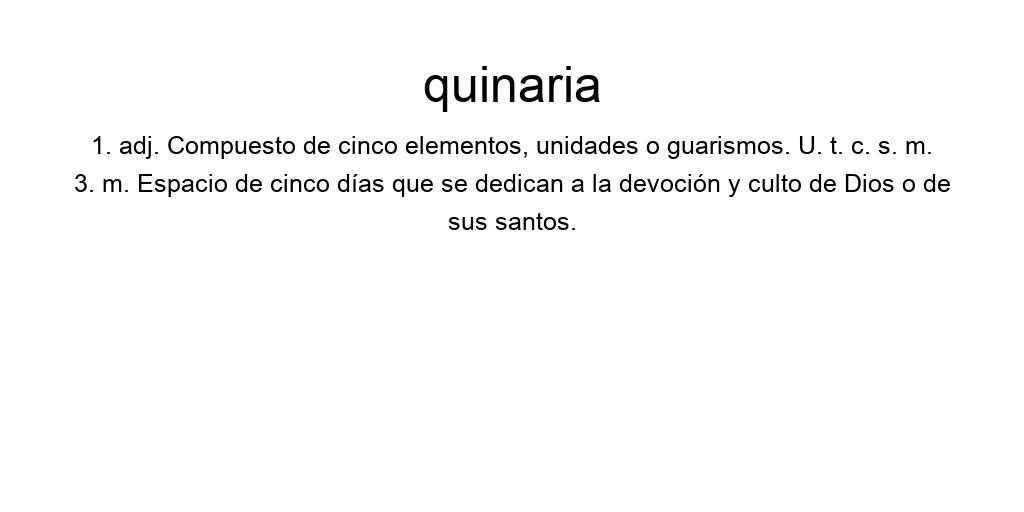 quinaria
1. adj. Compuesto de cinco elementos, unidades o guarismos. U. t. c. s. m.
3. m. Espacio de cinco días que se dedican a la devoción y culto de Dios o de
sus santos.